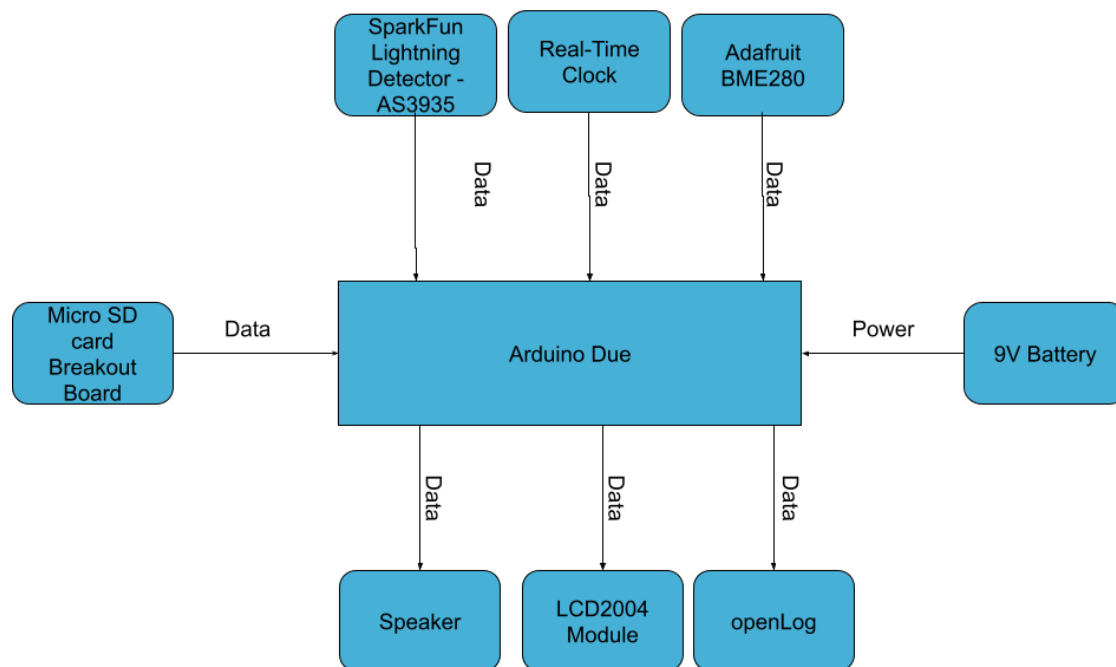 SparkFun
Lightning
Detector -
AS3935
Real-Time
Clock
Adafruit
BME280
Data
Data
Data
Micro SD
card
Breakout
Board
Data
Arduino Due
Power
9V Battery
Data
Data
Data
Speaker
LCD2004
Module
openLog